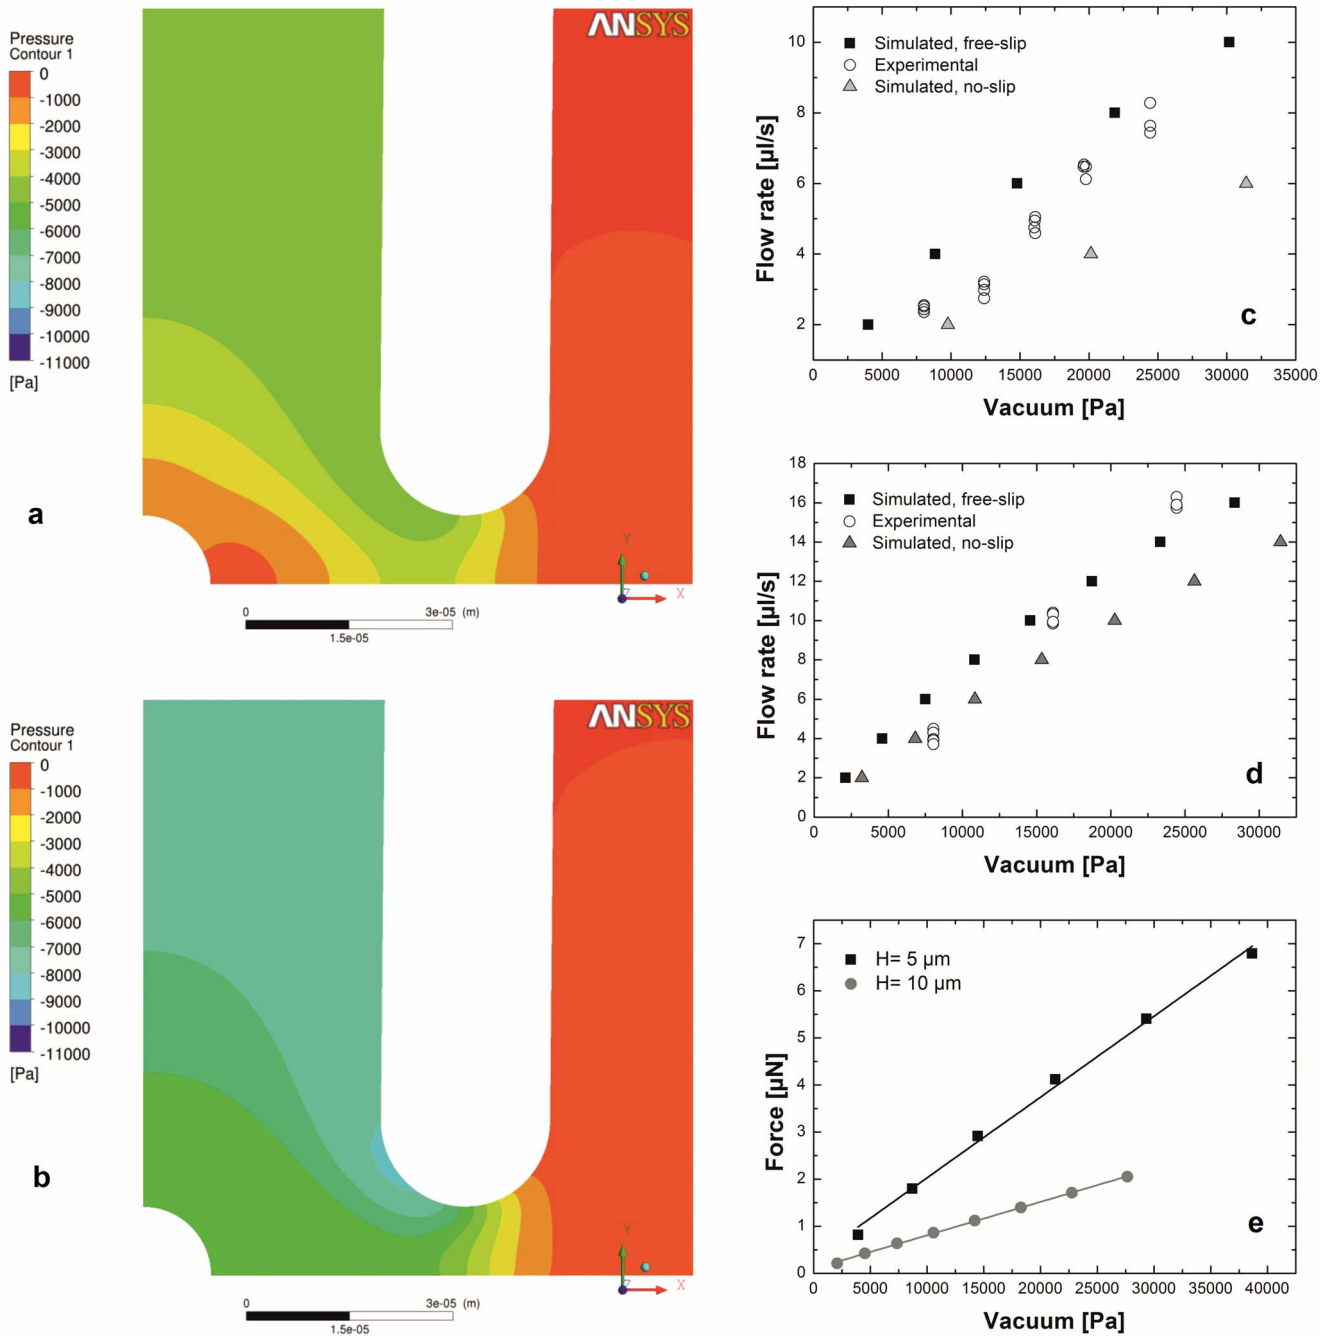 Pressure
Contour 1
0
-1000
-2000
-3000
-4000
-5000
-6000
-7000
-8000
-9000
-10000
-11000
[Pa]
ANSYS
a
Y
Z
X
0
3e-05 (m)
1.5e-05
Pressure
Contour 1
0
-1000
-2000
-3000
-4000
-5000
-6000
-7000
-8000
-9000
-10000
-11000
[Pa]
ANSYS
b
Y
Z
X
0
3e-05 (m)
1.5e-05
Simulated, free-slip
Experimental
Simulated, no-slip
Flow rate [µl/s]
10
8
6
4
2
0 5000 10000 15000 20000 25000 30000 35000
Vacuum [Pa]
c
Simulated, free-slip
Experimental
Simulated, no-slip
Flow rate [µl/s]
18
16
14
12
10
8
6
4
2
0
0 5000 10000 15000 20000 25000 30000
Vacuum [Pa]
d
H= 5 µm
H= 10 µm
Force [µN]
7
6
5
4
3
2
1
0
5000 10000 15000 20000 25000 30000 35000 40000
Vacuum [Pa]
e